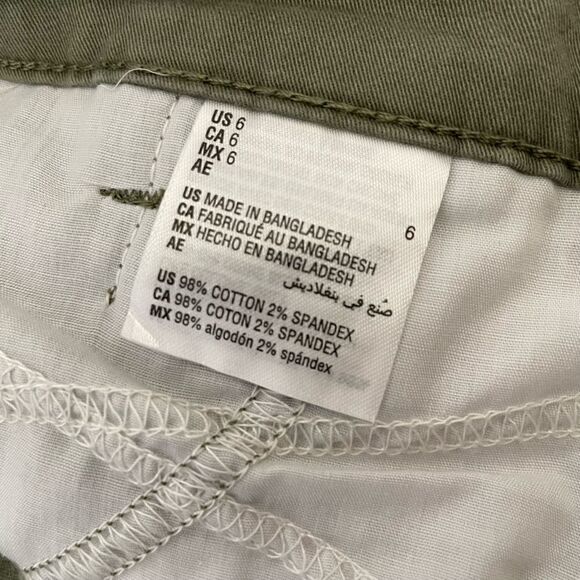 US 6
CA 6
MX 6
AE 6
US MADE IN BANGLADESH
CA FABRIQUÉ AU BANGLADESH
MX HECHO EN BANGLADESH
AE صُنع في بنغلاديش
US 98% COTTON 2% SPANDEX
CA 98% COTON 2% SPANDEX
MX 98% algodón 2% spándex